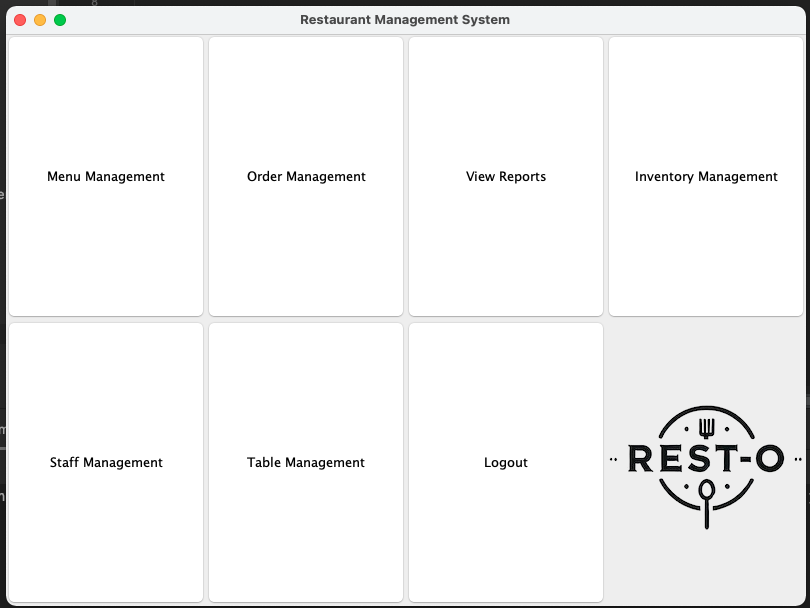 Restaurant Management System
Menu Management
Order Management
View Reports
Inventory Management
Staff Management
Table Management
Logout
REST-O